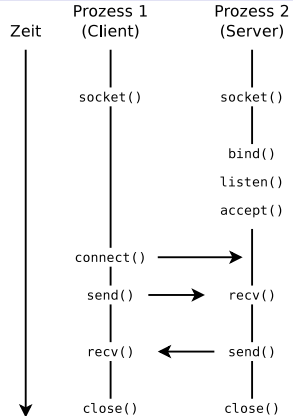 Prozess 1
Prozess 2
Zeit
(Client)
(Server)
socket()
socket()
bind()
listen()
accept()
connect()
send()
recv()
recv()
send()
close()
close()